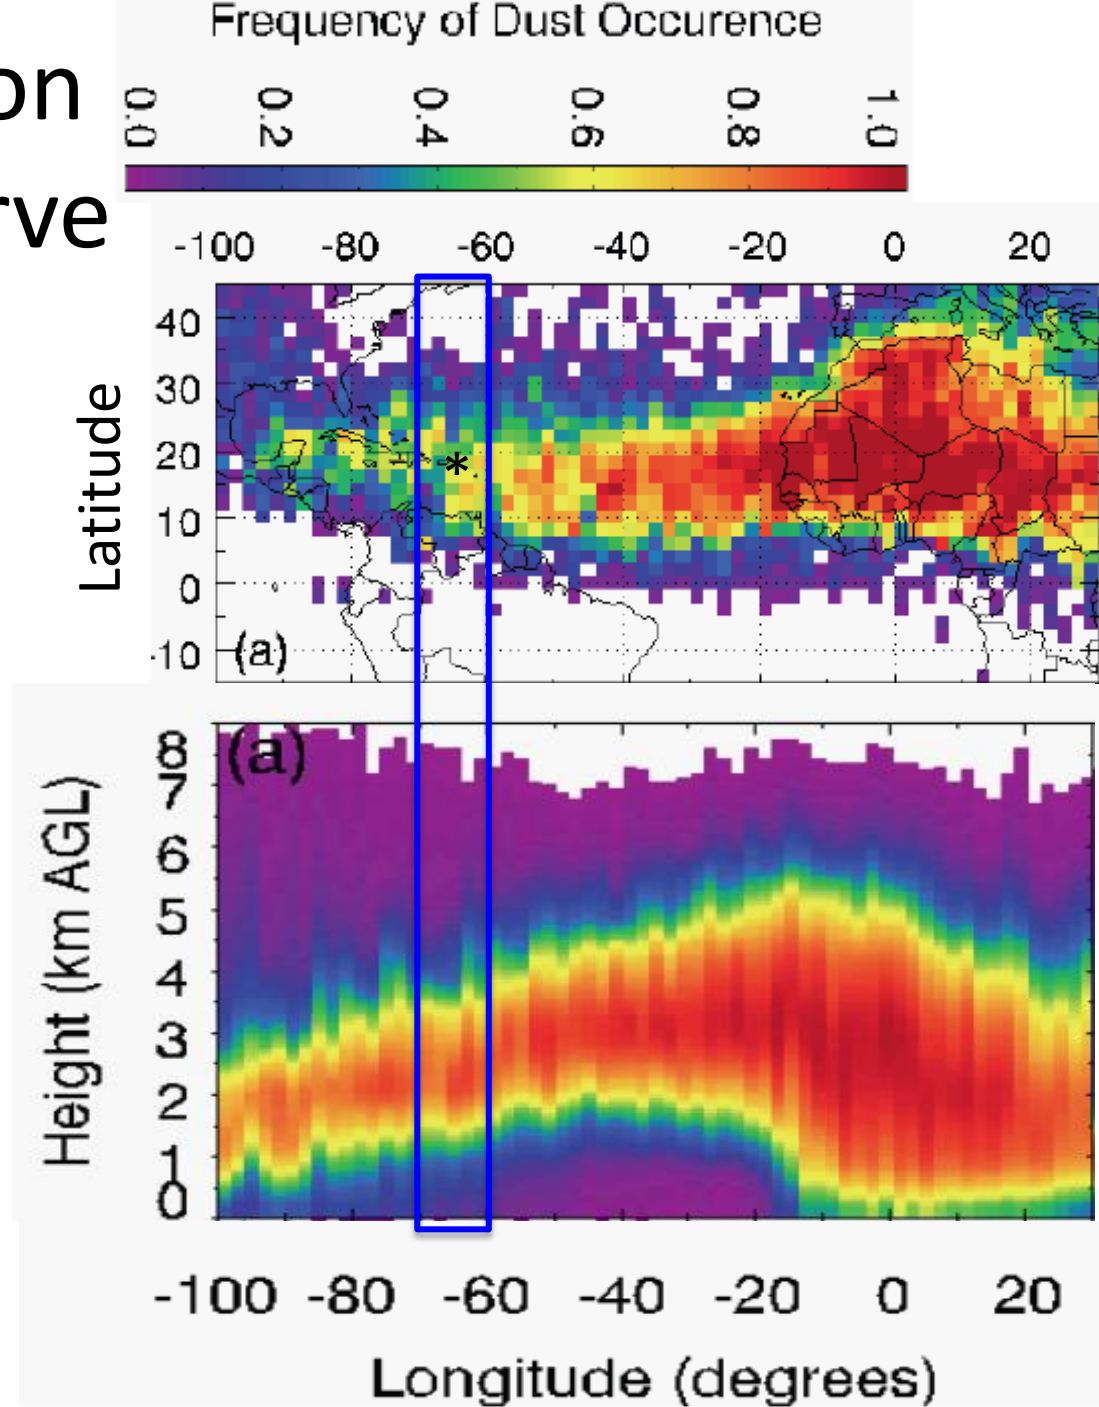 Frequency of Dust Occurence
on
0.0 0.2 0.4 0.6 0.8 1.0
rve
-100 -80 -60 -40 -20 0 20
Latitude
40
30
20
10
0
-10
*
(a)
(a)
Height (km AGL)
8
7
6
5
4
3
2
1
0
-100 -80 -60 -40 -20 0 20
Longitude (degrees)